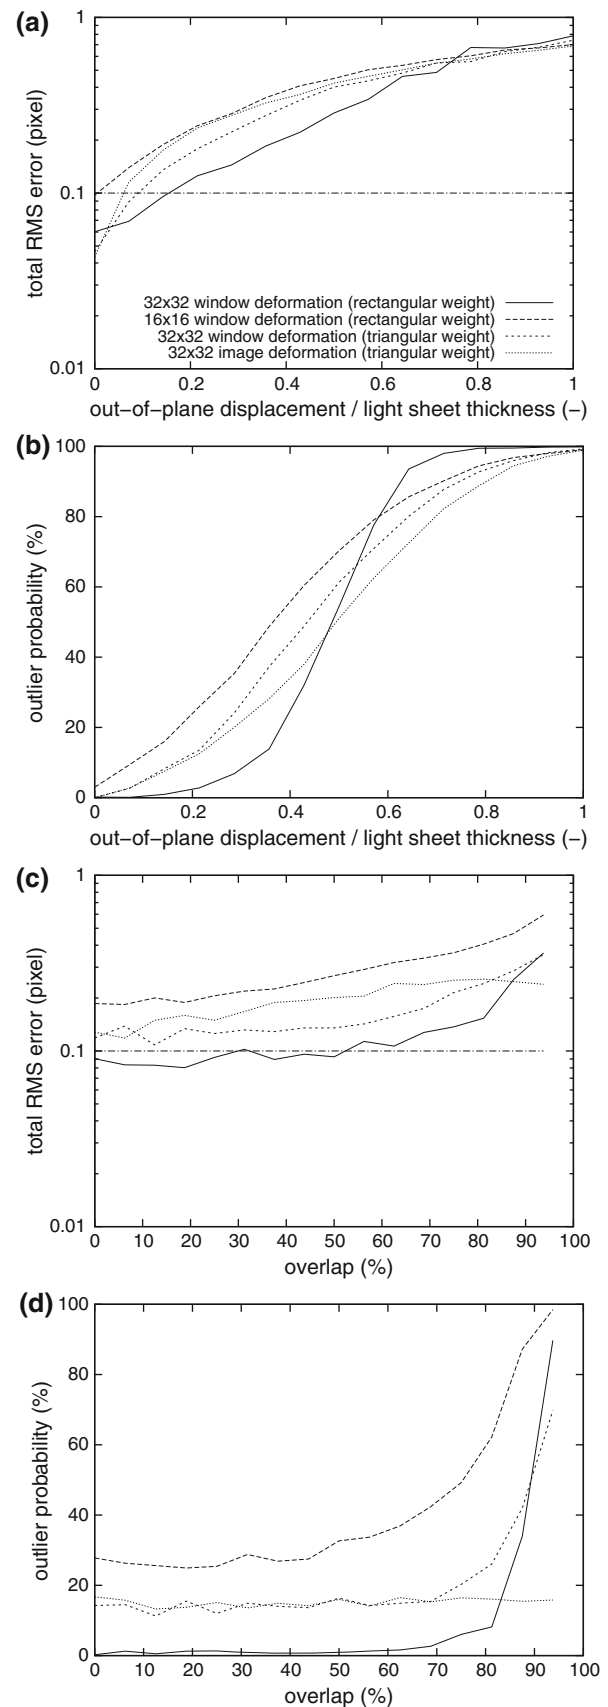 (a)
1
0.1
0.01
total RMS error (pixel)
32x32 window deformation (rectangular weight)
16x16 window deformation (rectangular weight)
32x32 window deformation (triangular weight)
32x32 image deformation (triangular weight)
0 0.2 0.4 0.6 0.8 1
out-of-plane displacement / light sheet thickness (-)
(b)
100
80
60
40
20
0
outlier probability (%)
0 0.2 0.4 0.6 0.8 1
out-of-plane displacement / light sheet thickness (-)
(c)
1
0.1
0.01
total RMS error (pixel)
0 10 20 30 40 50 60 70 80 90 100
overlap (%)
(d)
100
80
60
40
20
0
outlier probability (%)
0 10 20 30 40 50 60 70 80 90 100
overlap (%)